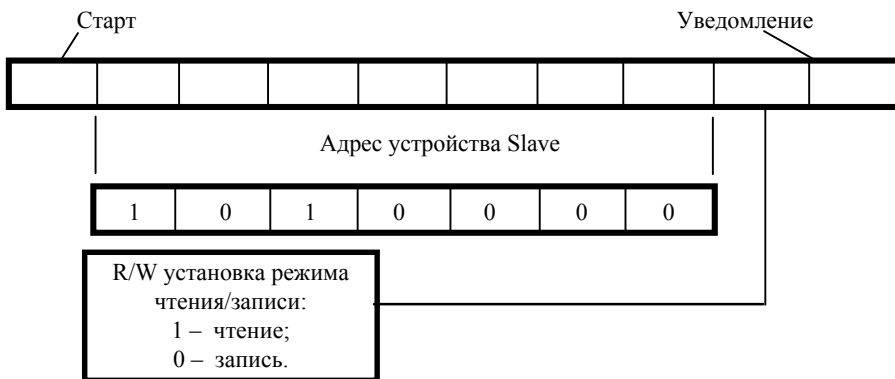 Старт Уведомление
Адрес устройства Slave
1 0 1 0 0 0 0
R/W установка режима
чтения/записи:
1 – чтение;
0 – запись.